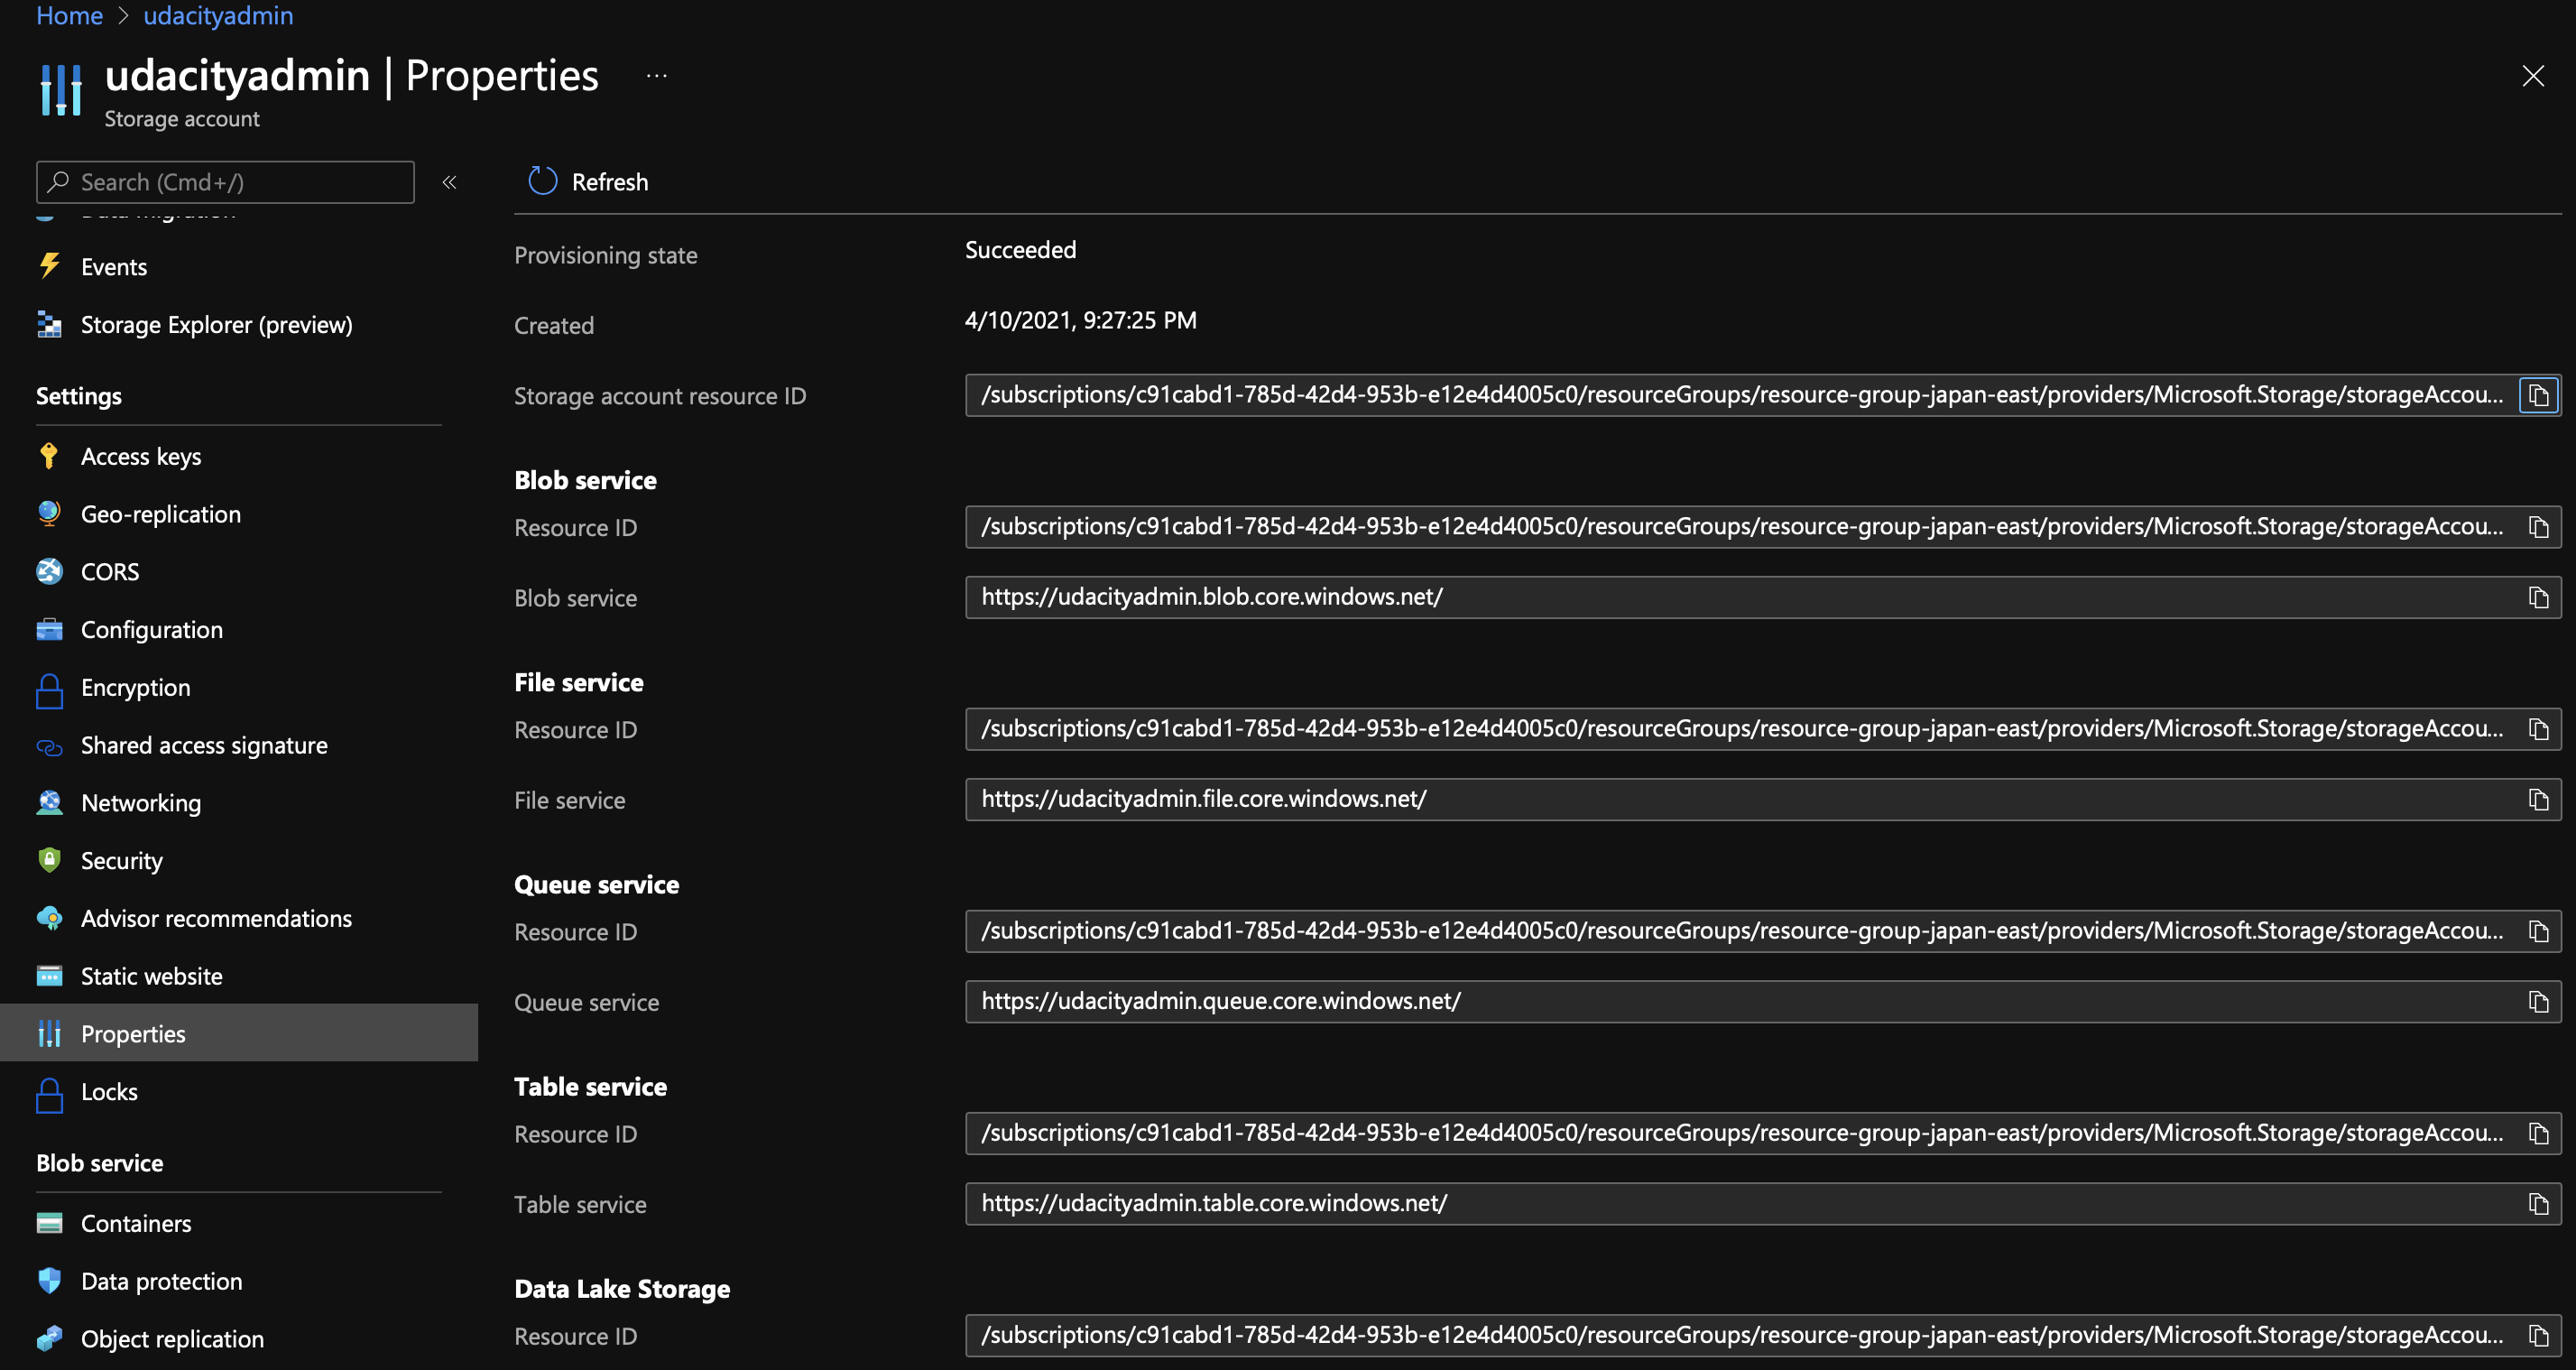 Home > udacityadmin
udacityadmin | Properties ...
Storage account
Search (Cmd+/)
«
Refresh
Data migration
Events
Storage Explorer (preview)
Settings
Access keys
Geo-replication
CORS
Configuration
Encryption
Shared access signature
Networking
Security
Advisor recommendations
Static website
Properties
Locks
Blob service
Containers
Data protection
Object replication
Provisioning state
Succeeded
Created
4/10/2021, 9:27:25 PM
Storage account resource ID
/subscriptions/c91cabd1-785d-42d4-953b-e12e4d4005c0/resourceGroups/resource-group-japan-east/providers/Microsoft.Storage/storageAccou...
Blob service
Resource ID
/subscriptions/c91cabd1-785d-42d4-953b-e12e4d4005c0/resourceGroups/resource-group-japan-east/providers/Microsoft.Storage/storageAccou...
Blob service
https://udacityadmin.blob.core.windows.net/
File service
Resource ID
/subscriptions/c91cabd1-785d-42d4-953b-e12e4d4005c0/resourceGroups/resource-group-japan-east/providers/Microsoft.Storage/storageAccou...
File service
https://udacityadmin.file.core.windows.net/
Queue service
Resource ID
/subscriptions/c91cabd1-785d-42d4-953b-e12e4d4005c0/resourceGroups/resource-group-japan-east/providers/Microsoft.Storage/storageAccou...
Queue service
https://udacityadmin.queue.core.windows.net/
Table service
Resource ID
/subscriptions/c91cabd1-785d-42d4-953b-e12e4d4005c0/resourceGroups/resource-group-japan-east/providers/Microsoft.Storage/storageAccou...
Table service
https://udacityadmin.table.core.windows.net/
Data Lake Storage
Resource ID
/subscriptions/c91cabd1-785d-42d4-953b-e12e4d4005c0/resourceGroups/resource-group-japan-east/providers/Microsoft.Storage/storageAccou...